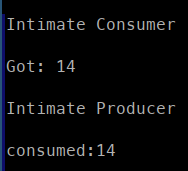 Intimate Consumer
Got: 14
Intimate Producer
consumed:14